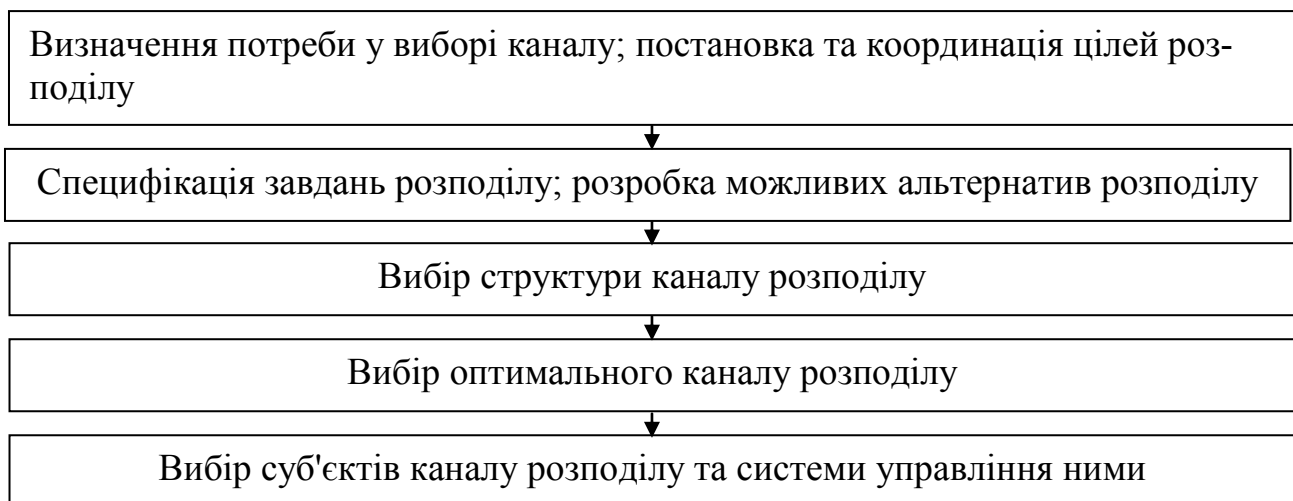 Визначення потреби у виборі каналу; постановка та координація цілей роз-
поділу
Специфікація завдань розподілу; розробка можливих альтернатив розподілу
Вибір структури каналу розподілу
Вибір оптимального каналу розподілу
Вибір суб'єктів каналу розподілу та системи управління ними